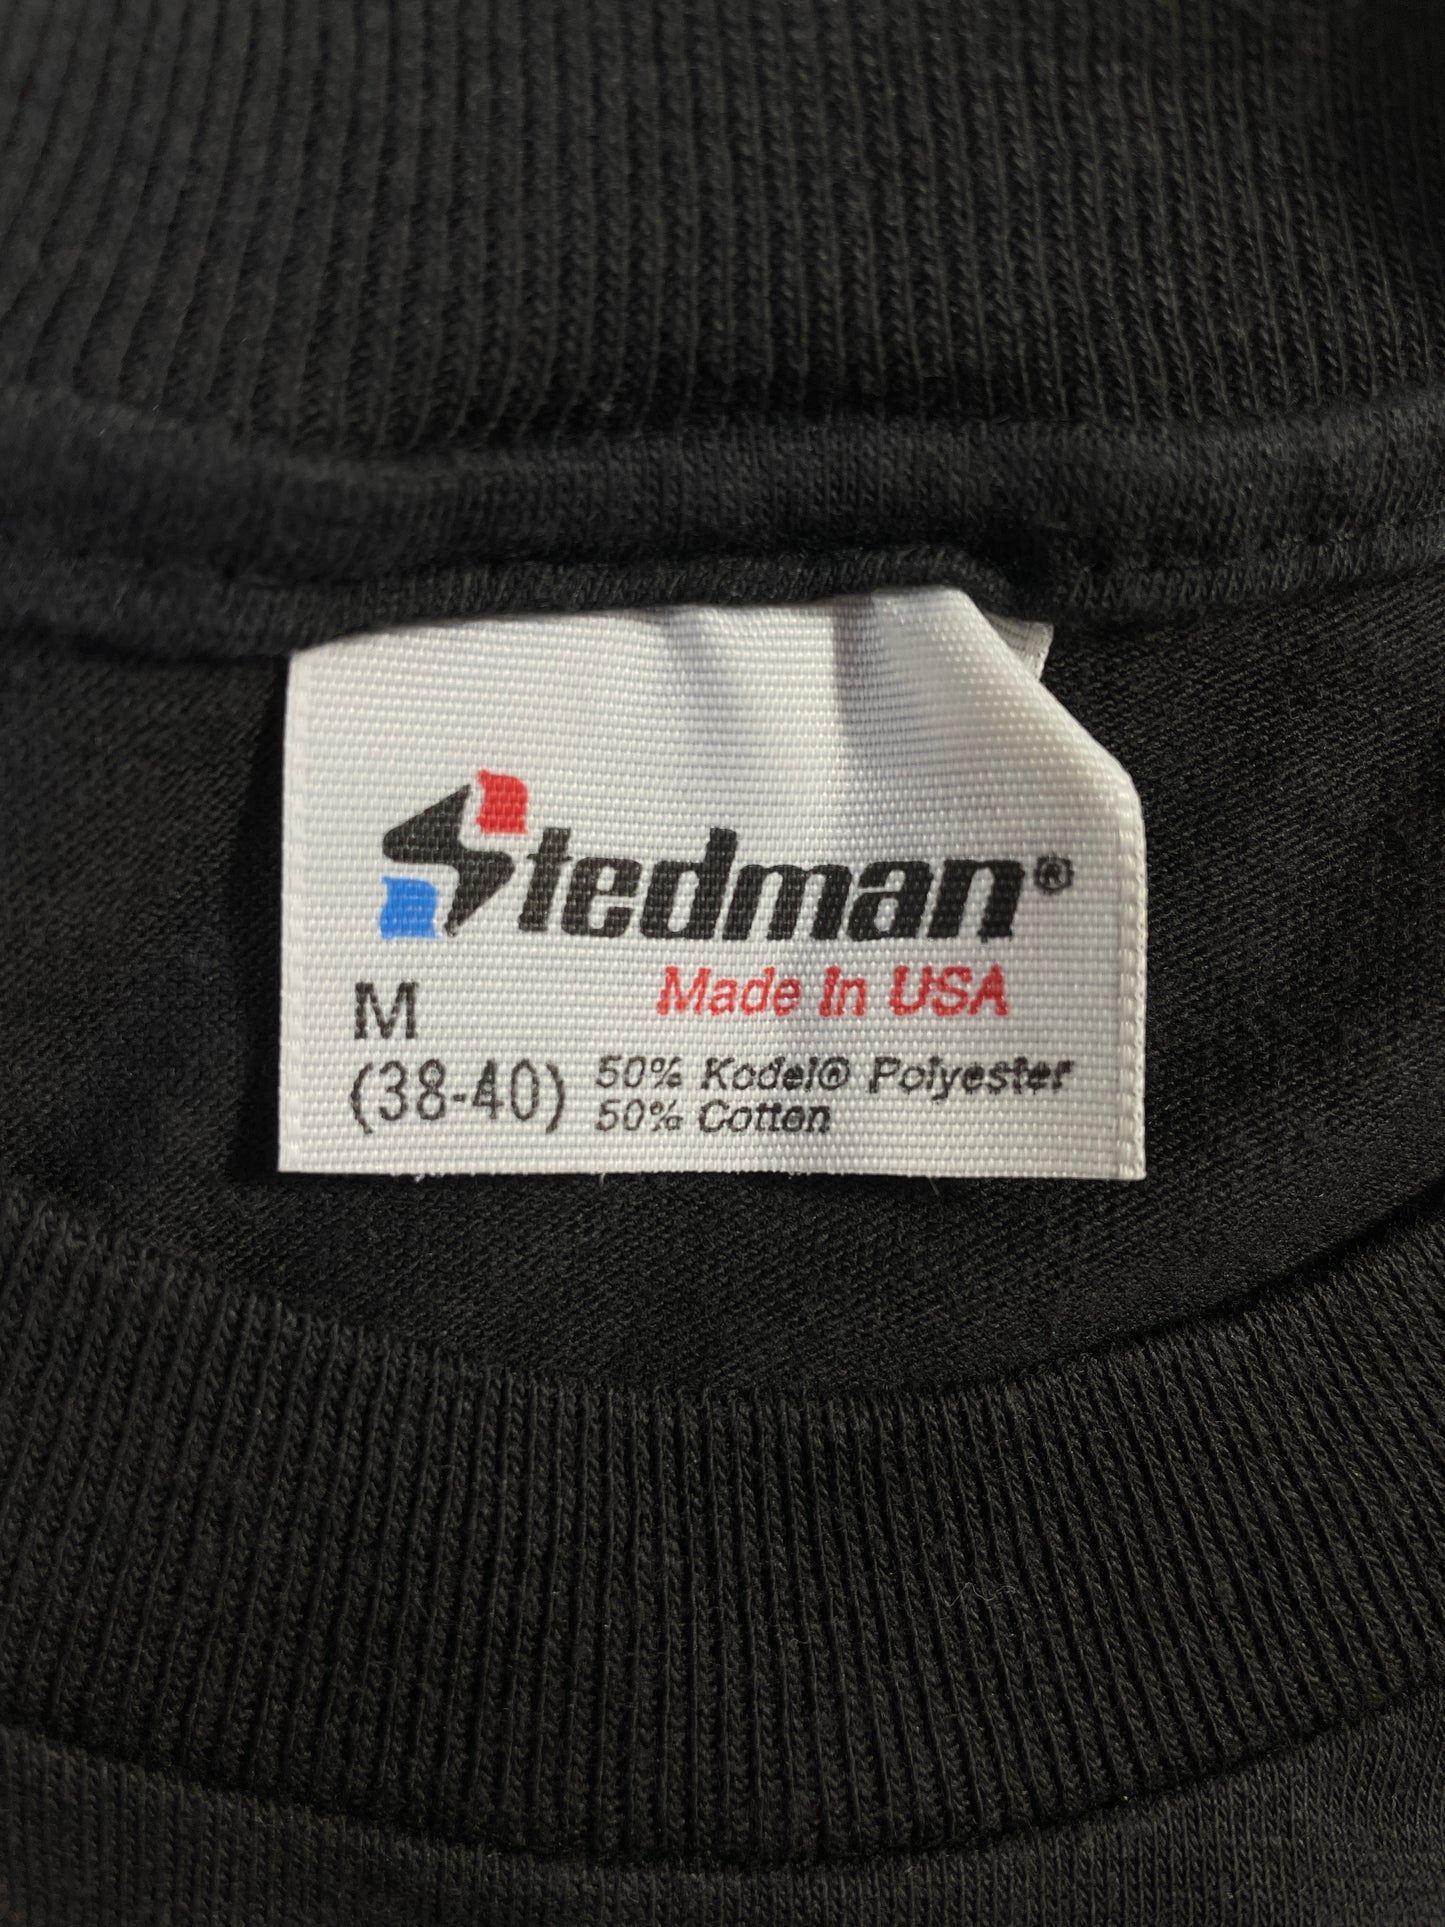 Stedman®
Made In USA
M
(38-40)
50% Kodel® Polyester
50% Cotton